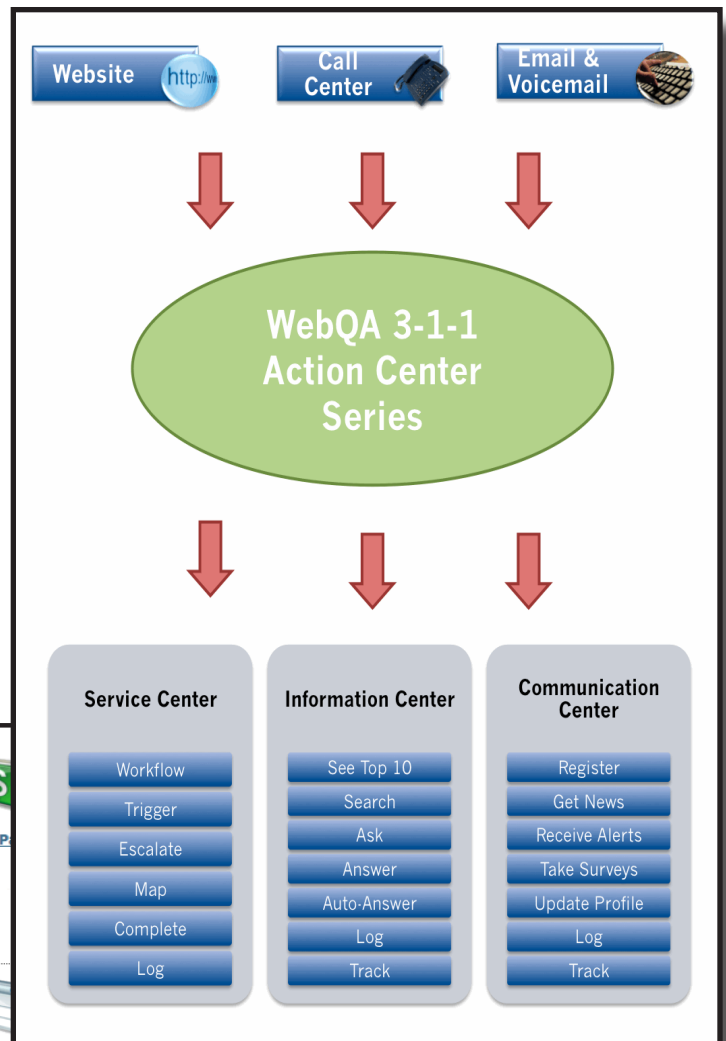 Website
http://ww
Call
Center
Email &
Voicemail
WebQA 3-1-1
Action Center
Series
Service Center
Workflow
Trigger
Escalate
Map
Complete
Log
Information Center
See Top 10
Search
Ask
Answer
Auto-Answer
Log
Track
Communication
Center
Register
Get News
Receive Alerts
Take Surveys
Update Profile
Log
Track
S
Pa